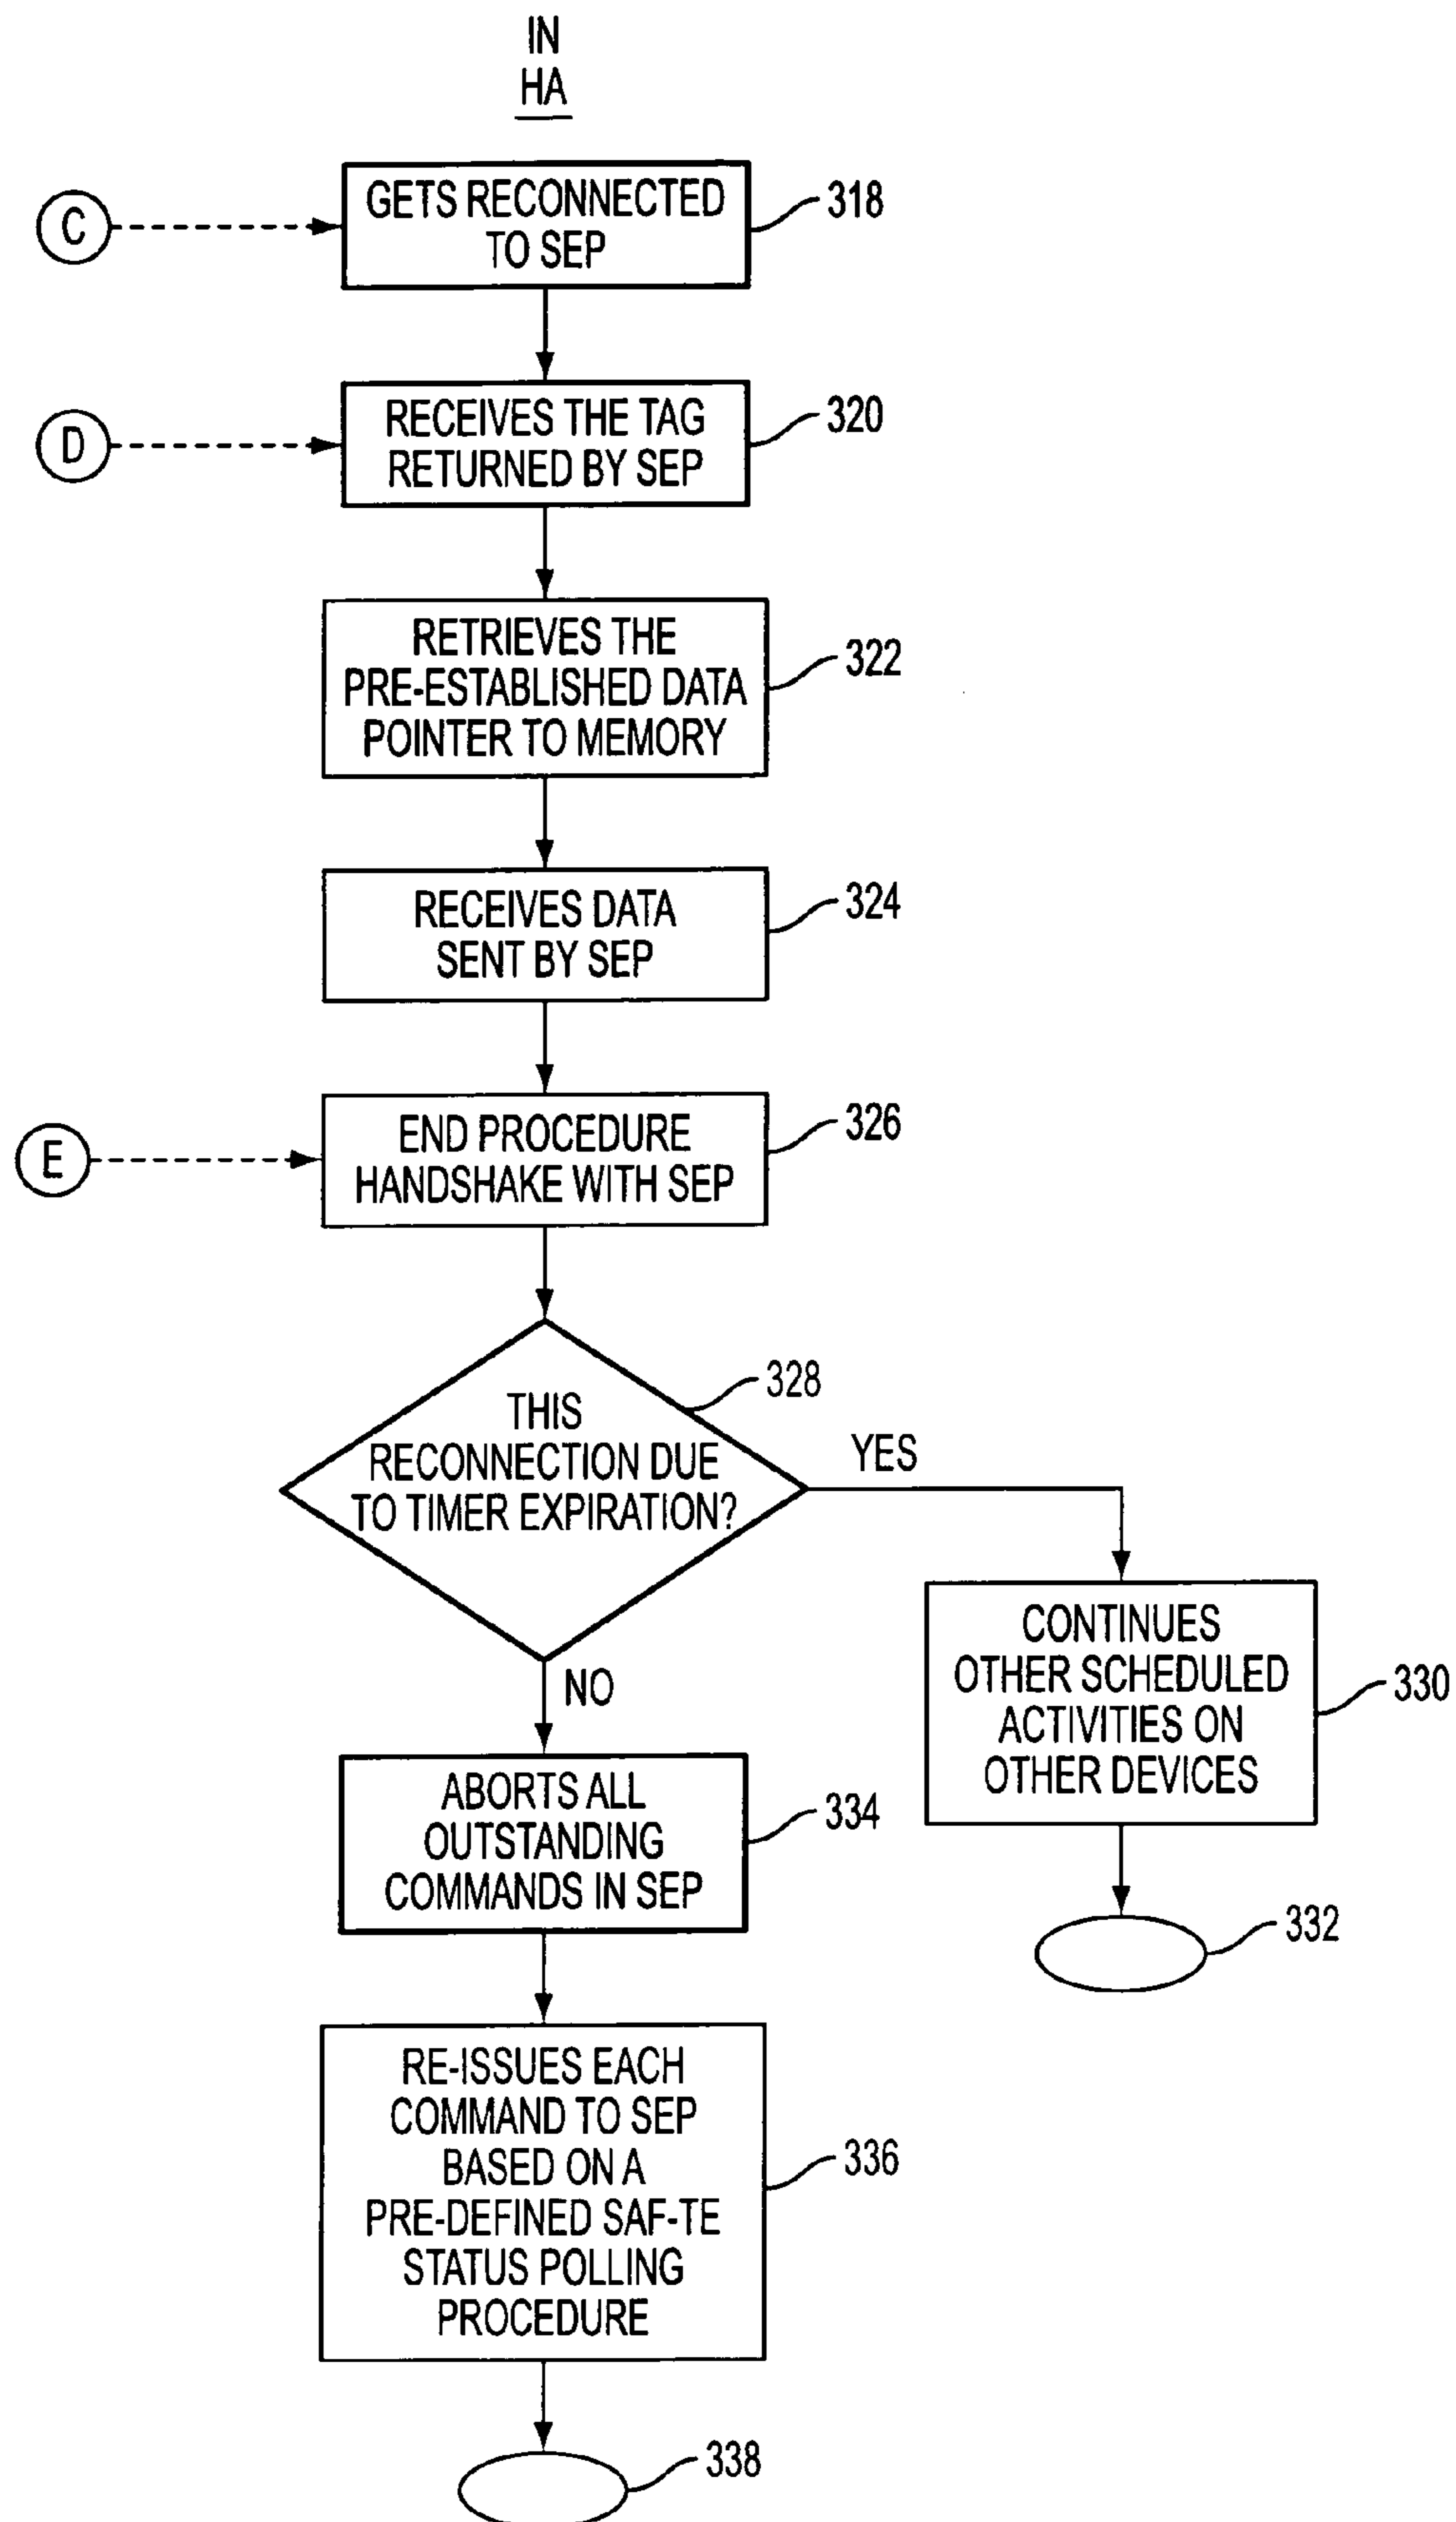 IN
HA
C
GETS RECONNECTED
TO SEP
318
D
RECEIVES THE TAG
RETURNED BY SEP
320
RETRIEVES THE
PRE-ESTABLISHED DATA
POINTER TO MEMORY
322
RECEIVES DATA
SENT BY SEP
324
E
END PROCEDURE
HANDSHAKE WITH SEP
326
THIS
RECONNECTION DUE
TO TIMER EXPIRATION?
328
YES
NO
CONTINUES
OTHER SCHEDULED
ACTIVITIES ON
OTHER DEVICES
330
332
ABORTS ALL
OUTSTANDING
COMMANDS IN SEP
334
RE-ISSUES EACH
COMMAND TO SEP
BASED ON A
PRE-DEFINED SAF-TE
STATUS POLLING
PROCEDURE
336
338